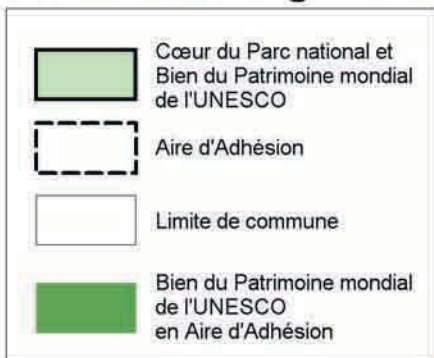 Cœur du Parc national et
Bien du Patrimoine mondial
de l'UNESCO
Aire d'Adhésion
Limite de commune
Bien du Patrimoine mondial
de l'UNESCO
en Aire d'Adhésion